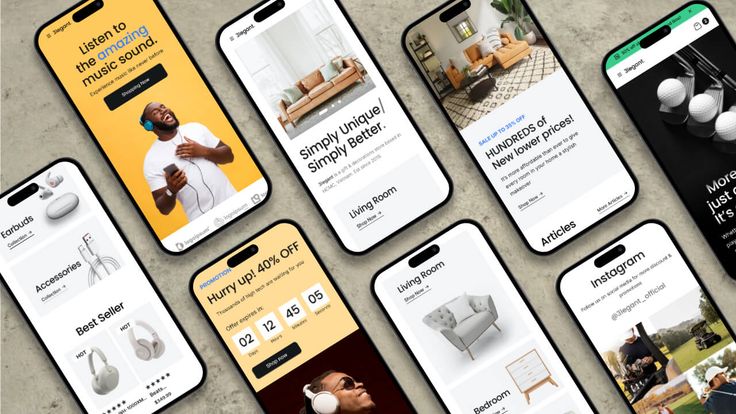 3legant.
Listen to
the amazing
music sound.
Experience music like never before
Shopping Now
logoipsum
logoipsum
3legant.
Simply Unique/
Simply Better.
3legant is a gift & decorations store based in
HCMC, Vietnam. Est since 2019.
Living Room
Shop Now →
SALE UP TO 35% OFF
HUNDREDS of
New lower prices!
It's more affordable than ever to give
every room in your home a stylish
makeover
Shop Now →
Articles
More Articles →
30% off
3legant.
More
just a
It's
Earbuds
Collection →
Accessories
Collection →
Best Seller
HOT
HOT
Beats
$349.99
PROMOTION
Hurry up! 40% OFF
Thousands of high tech are waiting for you
Offer expires in:
02
12
45
05
Days
Hours
Minutes
Shop now
Living Room
Shop Now →
Bedroom
Instagram
Follow us on social media for more discount &
promotions
@3legant_official